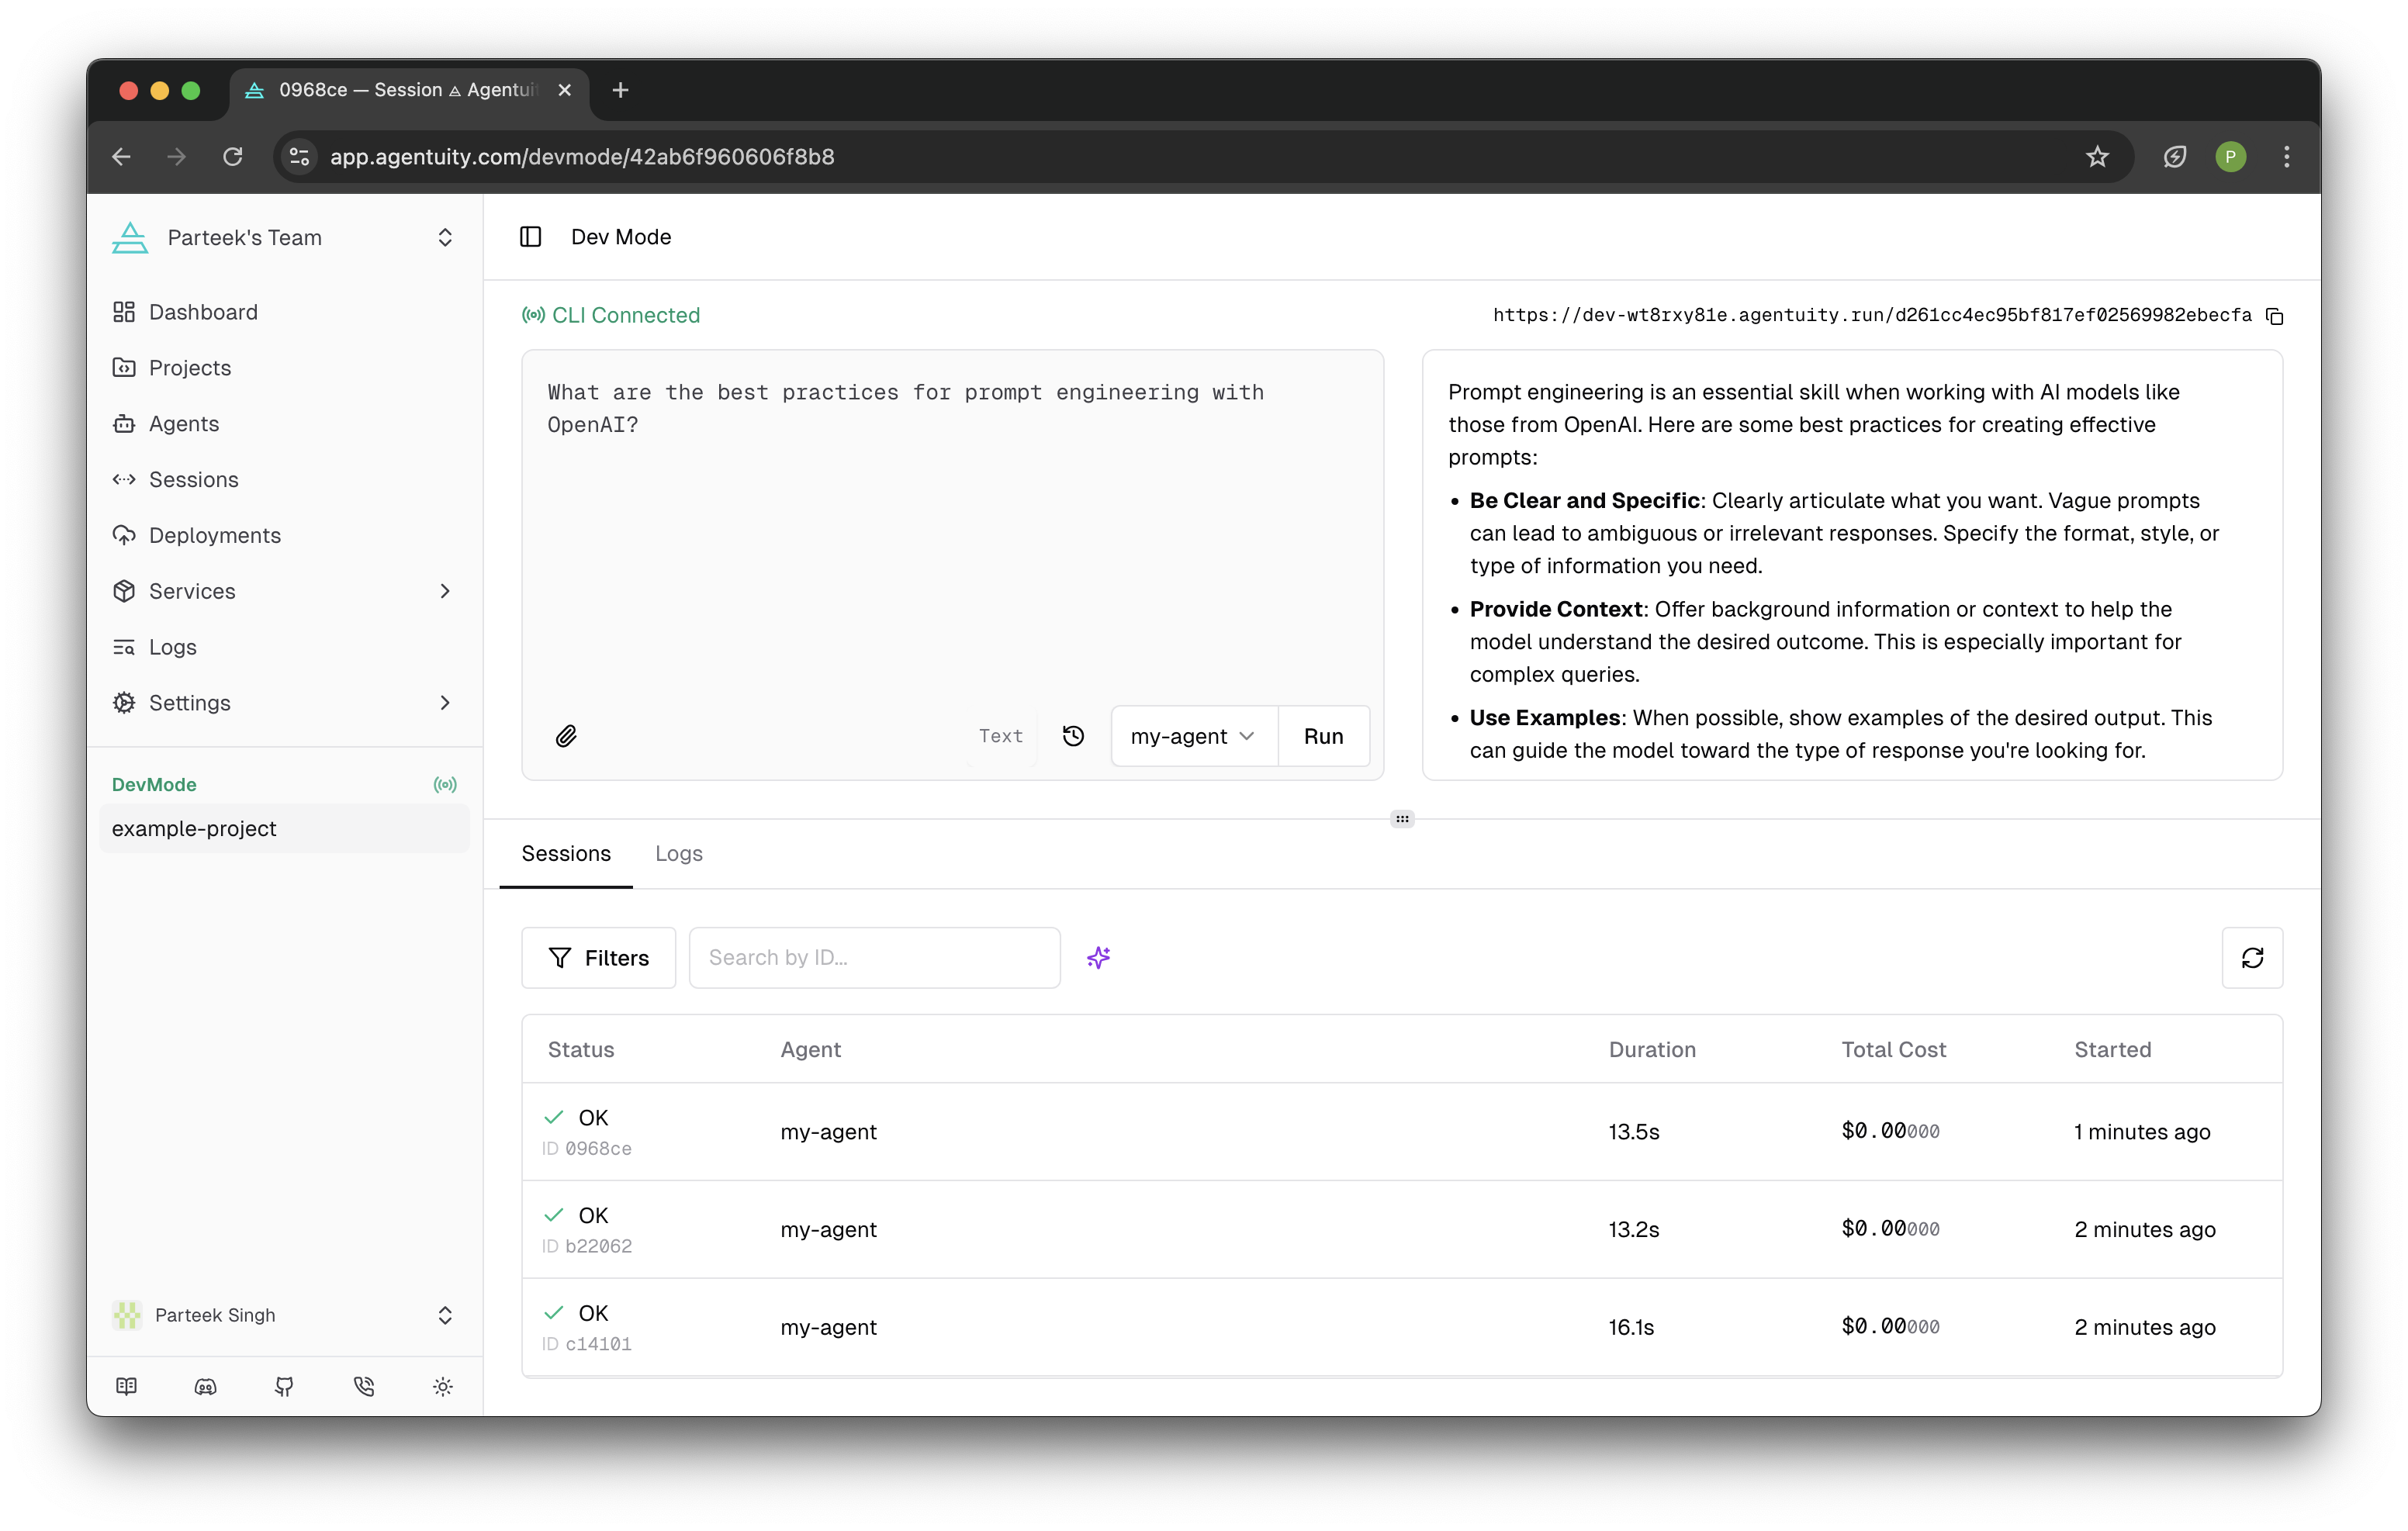 0968ce — Session ◬ Agentui
app.agentuity.com/devmode/42ab6f960606f8b8
P
Parteek's Team
Dashboard
Projects
Agents
Sessions
Deployments
Services
Logs
Settings
DevMode
example-project
Parteek Singh
Dev Mode
CLI Connected
https://dev-wt8rxy81e.agentuity.run/d261cc4ec95bf817ef02569982ebecfa
What are the best practices for prompt engineering with
OpenAI?
Text
my-agent
Run
Prompt engineering is an essential skill when working with AI models like
those from OpenAI. Here are some best practices for creating effective
prompts:
• Be Clear and Specific: Clearly articulate what you want. Vague prompts
can lead to ambiguous or irrelevant responses. Specify the format, style, or
type of information you need.
• Provide Context: Offer background information or context to help the
model understand the desired outcome. This is especially important for
complex queries.
• Use Examples: When possible, show examples of the desired output. This
can guide the model toward the type of response you're looking for.
Sessions Logs
Filters
Search by ID...
Status Agent Duration Total Cost Started
OK
ID 0968ce
my-agent 13.5s $0.00000 1 minutes ago
OK
ID b22062
my-agent 13.2s $0.00000 2 minutes ago
OK
ID c14101
my-agent 16.1s $0.00000 2 minutes ago